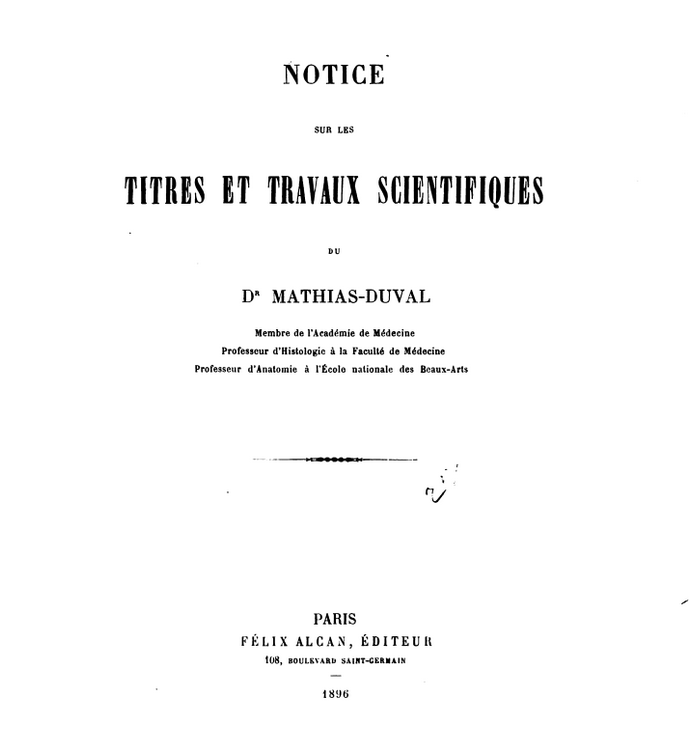 NOTICE
SUR LES
TITRES ET TRAVAUX SCIENTIFIQUES
DU
Dʳ MATHIAS-DUVAL
Membre de l'Académie de Médecine
Professeur d'Histologie à la Faculté de Médecine
Professeur d'Anatomie à l'École nationale des Beaux-Arts
PARIS
FÉLIX ALCAN, ÉDITEUR
108, BOULEVARD SAINT-GERMAIN
1896